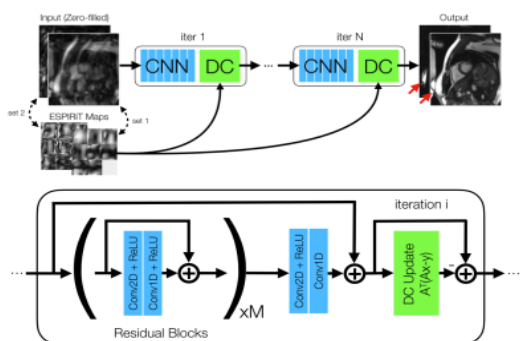 Input (Zero-filled)
iter 1
iter N
Output
CNN
DC
...
CNN
DC
set 2
ESPIRiT Maps
set 1
iteration i
Conv2D + ReLU
Conv1D + ReLU
xM
Conv2D + ReLU
Conv1D
DC Update
Aᵀ(Ax-y)
-
...
...
Residual Blocks